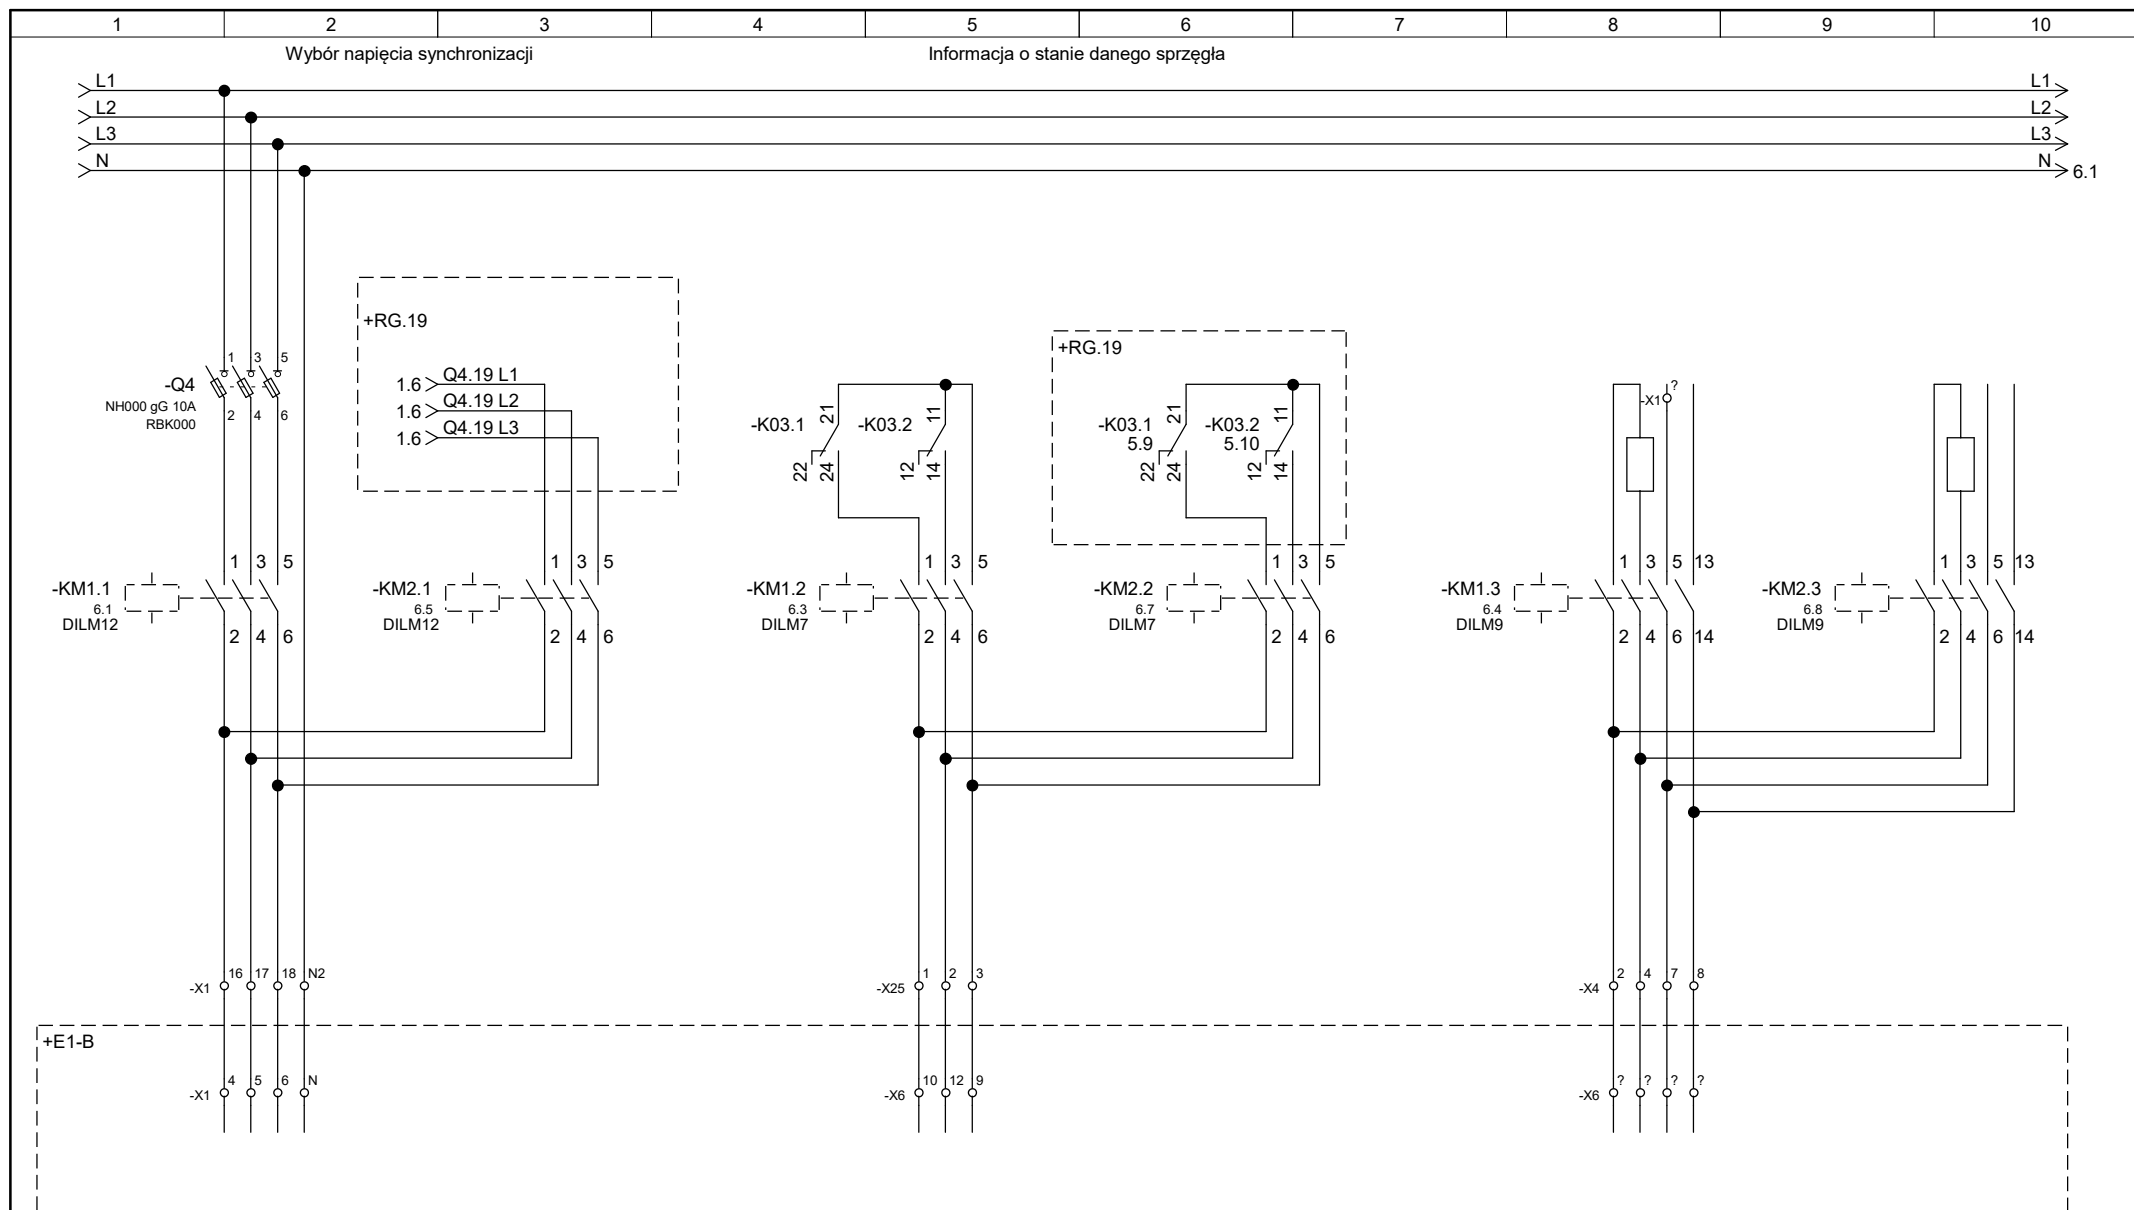 1 2 3 4 5 6 7 8 9 10
Wybór napięcia synchronizacji Informacja o stanie danego sprzęgła
L1 L1
L2 L2
L3 L3
N N 6.1
+RG.19
+RG.19
1 3 5
-Q4
NH000 gG 10A
RBK000
2 4 6
1.6 Q4.19 L1
1.6 Q4.19 L2
1.6 Q4.19 L3
-K03.1 21 22 24
-K03.2 11 12 14
-K03.1
5.9
21 22 24
-K03.2
5.10
11 12 14
?
-X1
1 3 5
-KM1.1
6.1
DILM12
2 4 6
1 3 5
-KM2.1
6.5
DILM12
2 4 6
1 3 5
-KM1.2
6.3
DILM7
2 4 6
1 3 5
-KM2.2
6.7
DILM7
2 4 6
1 3 5 13
-KM1.3
6.4
DILM9
2 4 6 14
1 3 5 13
-KM2.3
6.8
DILM9
2 4 6 14
16 17 18 N2
-X1
1 2 3
-X25
2 4 7 8
-X4
+E1-B
4 5 6 N
-X1
10 12 9
-X6
? ? ? ?
-X6